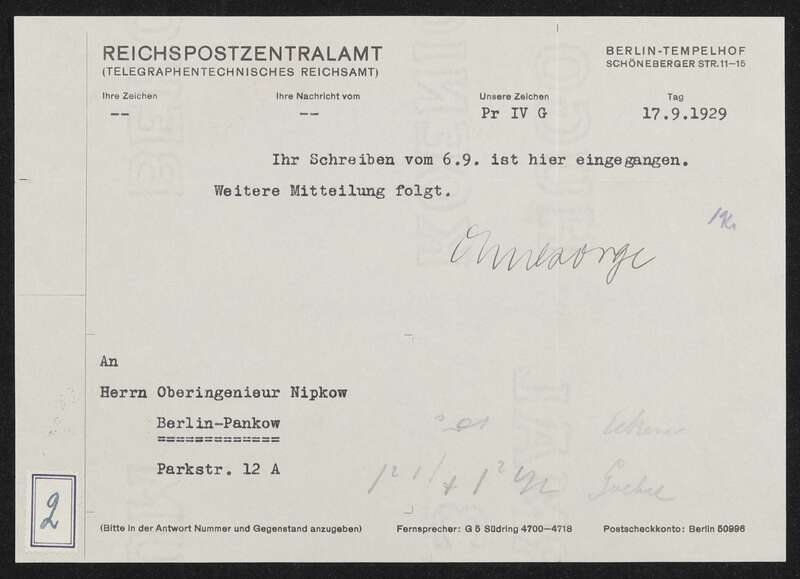 REICHSPOSTZENTRALAMT
(TELEGRAPHENTECHNISCHES REICHSAMT)
BERLIN-TEMPELHOF
SCHÖNEBERGER STR. 11–15
Ihre Zeichen Ihre Nachricht vom Unsere Zeichen Tag
-- -- Pr IV G 17.9.1929
Ihr Schreiben vom 6.9. ist hier eingegangen.
Weitere Mitteilung folgt.
Ohnesorge
An
Herrn Oberingenieur Nipkow
Berlin-Pankow
=============
Parkstr. 12 A
2
(Bitte in der Antwort Nummer und Gegenstand anzugeben) Fernsprecher: G 5 Südring 4700–4718 Postscheckkonto: Berlin 50996